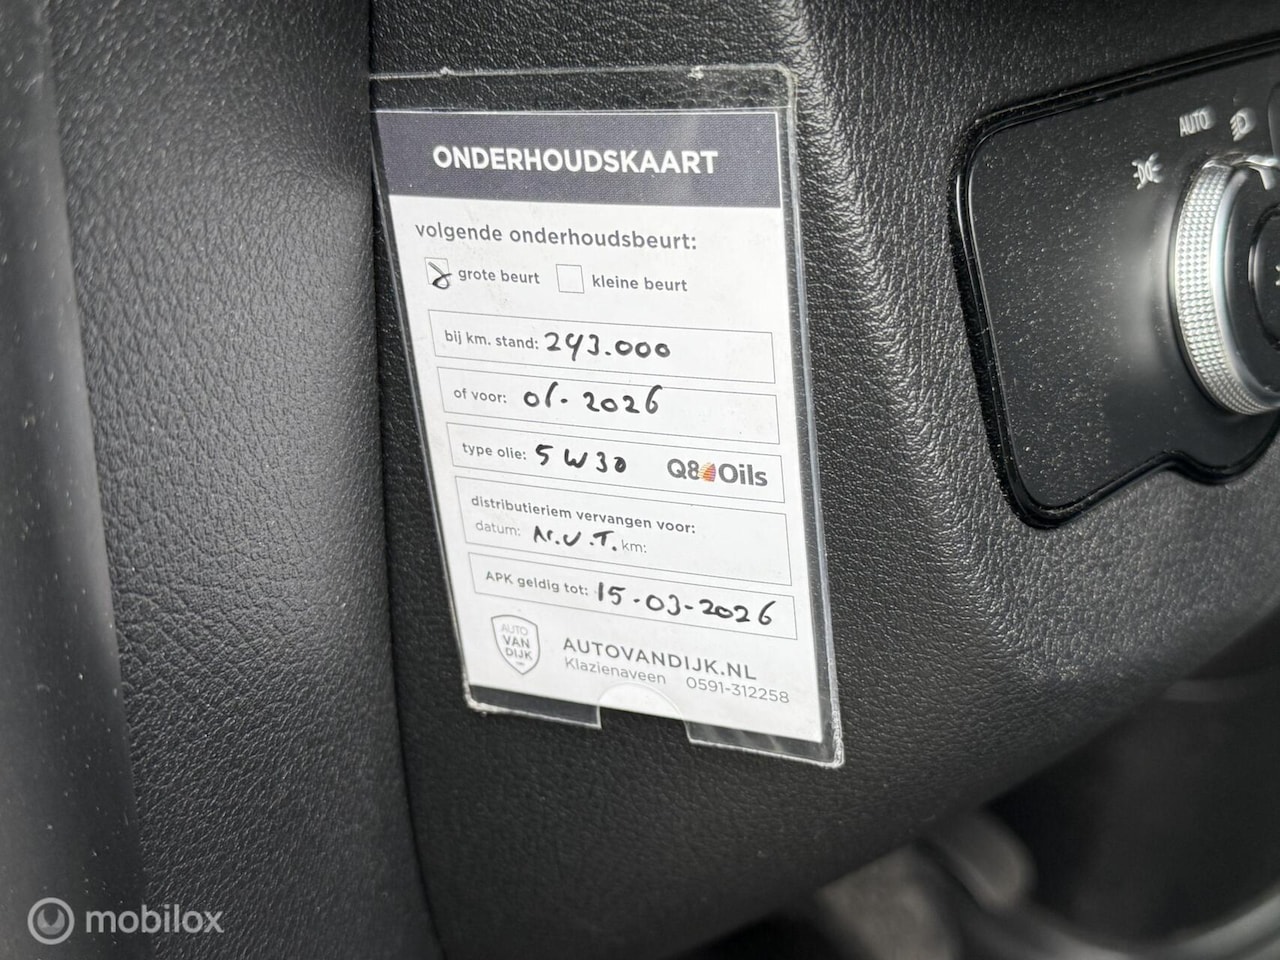 AUTO
ONDERHOUDSKAART
volgende onderhoudsbeurt:
grote beurt kleine beurt
bij km. stand: 243.000
of voor: 01-2026
type olie: 5W30 Q8 Oils
distributieriem vervangen voor:
datum: N.V.T. km:
APK geldig tot: 15-03-2026
AUTO
VAN
DIJK
AUTOVANDIJK.NL
Klazienaveen 0591-312258
mobilox